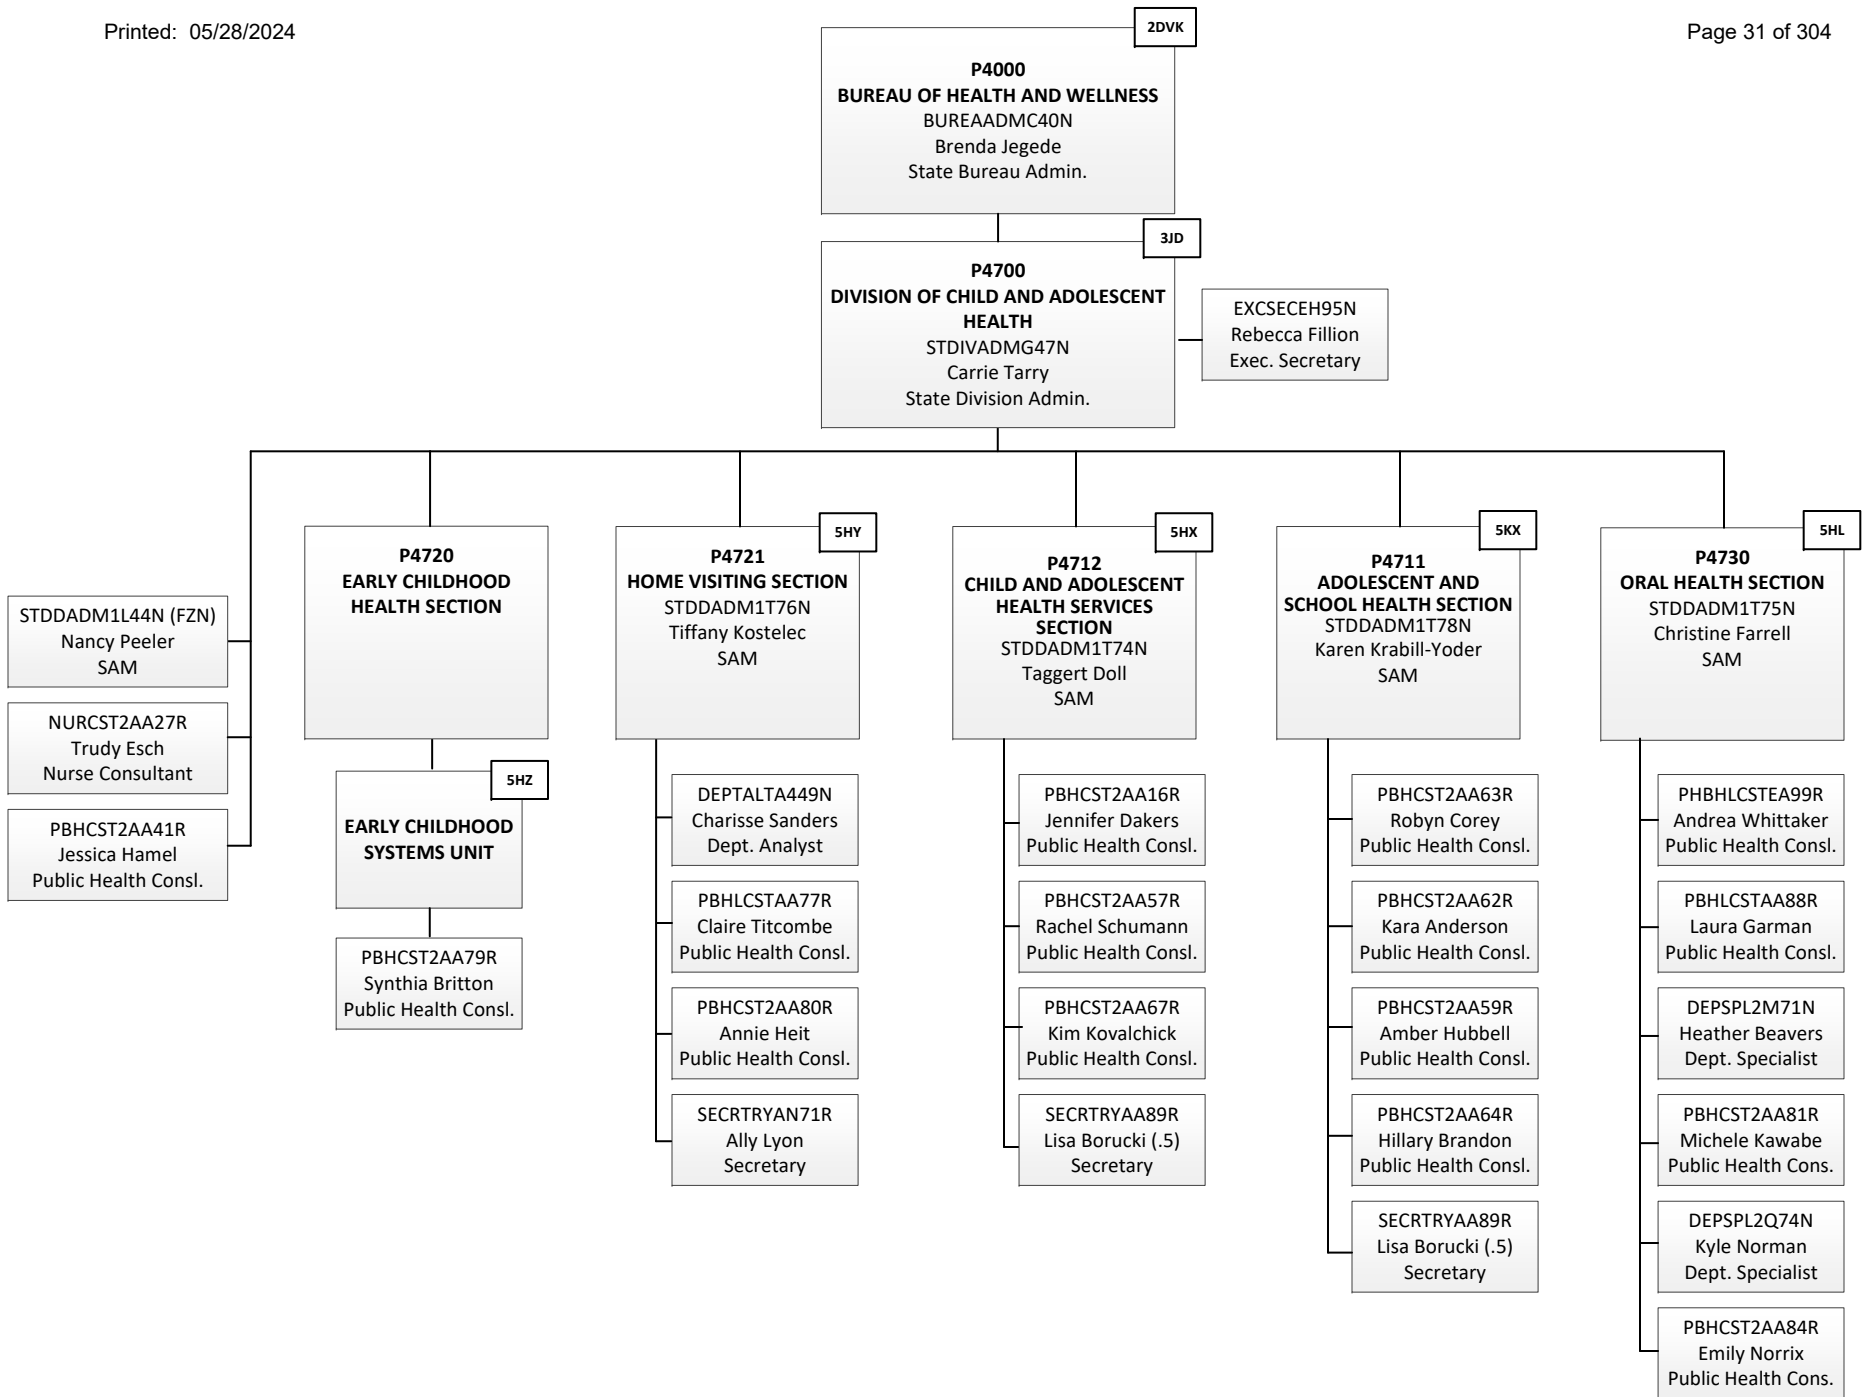 Printed: 05/28/2024
Page 31 of 304
2DVK
P4000
BUREAU OF HEALTH AND WELLNESS
BUREAADMC40N
Brenda Jegede
State Bureau Admin.
3JD
P4700
DIVISION OF CHILD AND ADOLESCENT
HEALTH
STDIVADMG47N
Carrie Tarry
State Division Admin.
EXCSECEH95N
Rebecca Fillion
Exec. Secretary
STDDADM1L44N (FZN)
Nancy Peeler
SAM
NURCST2AA27R
Trudy Esch
Nurse Consultant
PBHCST2AA41R
Jessica Hamel
Public Health Consl.
P4720
EARLY CHILDHOOD
HEALTH SECTION
5HZ
EARLY CHILDHOOD
SYSTEMS UNIT
PBHCST2AA79R
Synthia Britton
Public Health Consl.
5HY
P4721
HOME VISITING SECTION
STDDADM1T76N
Tiffany Kostelec
SAM
DEPTALTA449N
Charisse Sanders
Dept. Analyst
PBHLCSTAA77R
Claire Titcombe
Public Health Consl.
PBHCST2AA80R
Annie Heit
Public Health Consl.
SECRTRYAN71R
Ally Lyon
Secretary
5HX
P4712
CHILD AND ADOLESCENT
HEALTH SERVICES
SECTION
STDDADM1T74N
Taggert Doll
SAM
PBHCST2AA16R
Jennifer Dakers
Public Health Consl.
PBHCST2AA57R
Rachel Schumann
Public Health Consl.
PBHCST2AA67R
Kim Kovalchick
Public Health Consl.
SECRTRYAA89R
Lisa Borucki (.5)
Secretary
5KX
P4711
ADOLESCENT AND
SCHOOL HEALTH SECTION
STDDADM1T78N
Karen Krabill-Yoder
SAM
PBHCST2AA63R
Robyn Corey
Public Health Consl.
PBHCST2AA62R
Kara Anderson
Public Health Consl.
PBHCST2AA59R
Amber Hubbell
Public Health Consl.
PBHCST2AA64R
Hillary Brandon
Public Health Consl.
SECRTRYAA89R
Lisa Borucki (.5)
Secretary
5HL
P4730
ORAL HEALTH SECTION
STDDADM1T75N
Christine Farrell
SAM
PHBHLCSTEA99R
Andrea Whittaker
Public Health Consl.
PBHLCSTAA88R
Laura Garman
Public Health Consl.
DEPSPL2M71N
Heather Beavers
Dept. Specialist
PBHCST2AA81R
Michele Kawabe
Public Health Cons.
DEPSPL2Q74N
Kyle Norman
Dept. Specialist
PBHCST2AA84R
Emily Norrix
Public Health Cons.